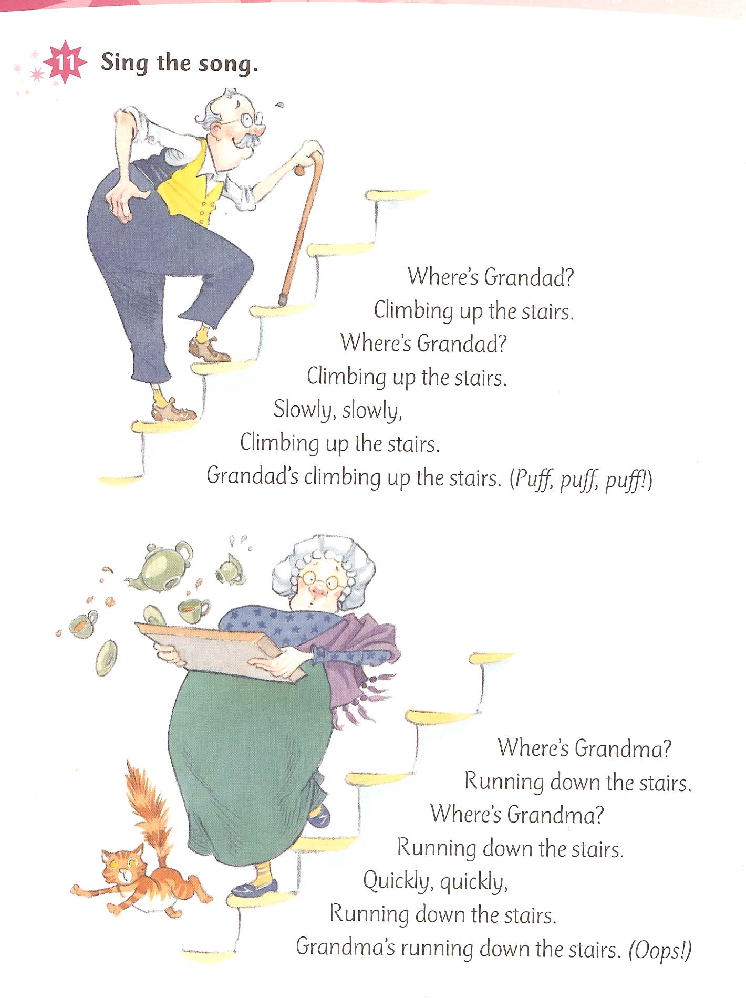 11 Sing the song.
Where's Grandad?
Climbing up the stairs.
Where's Grandad?
Climbing up the stairs.
Slowly, slowly,
Climbing up the stairs.
Grandad's climbing up the stairs. (Puff, puff, puff!)
Where's Grandma?
Running down the stairs.
Where's Grandma?
Running down the stairs.
Quickly, quickly,
Running down the stairs.
Grandma's running down the stairs. (Oops!)